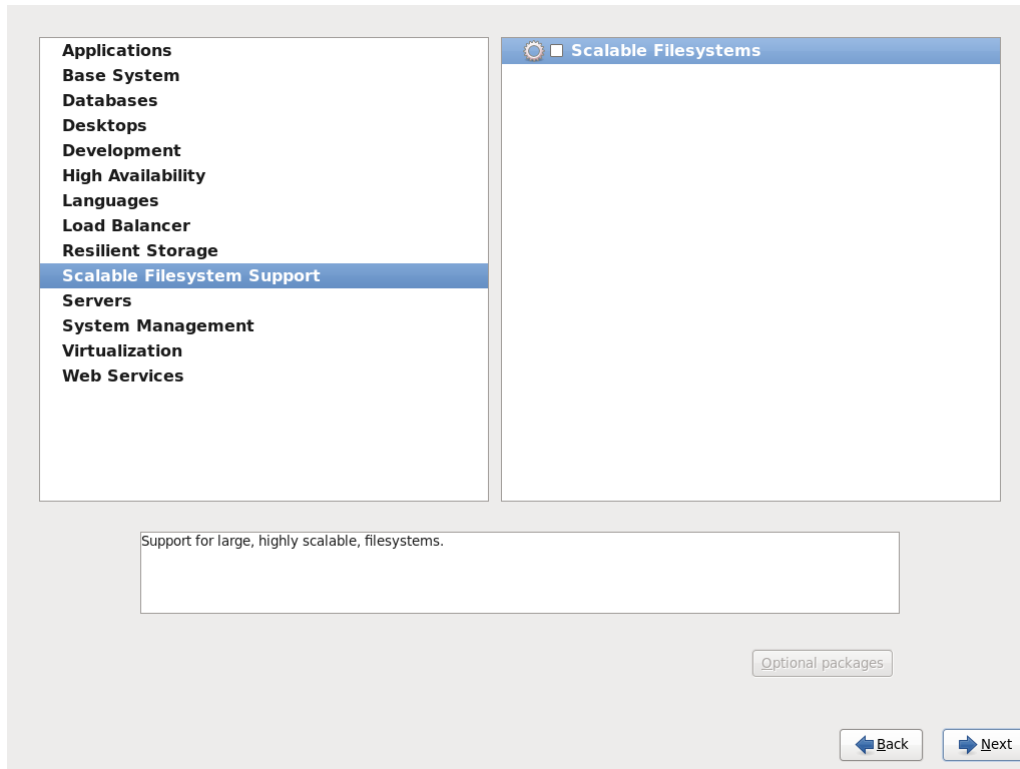 Applications
Base System
Databases
Desktops
Development
High Availability
Languages
Load Balancer
Resilient Storage
Scalable Filesystem Support
Servers
System Management
Virtualization
Web Services
Scalable Filesystems
Support for large, highly scalable, filesystems.
Optional packages
Back
Next